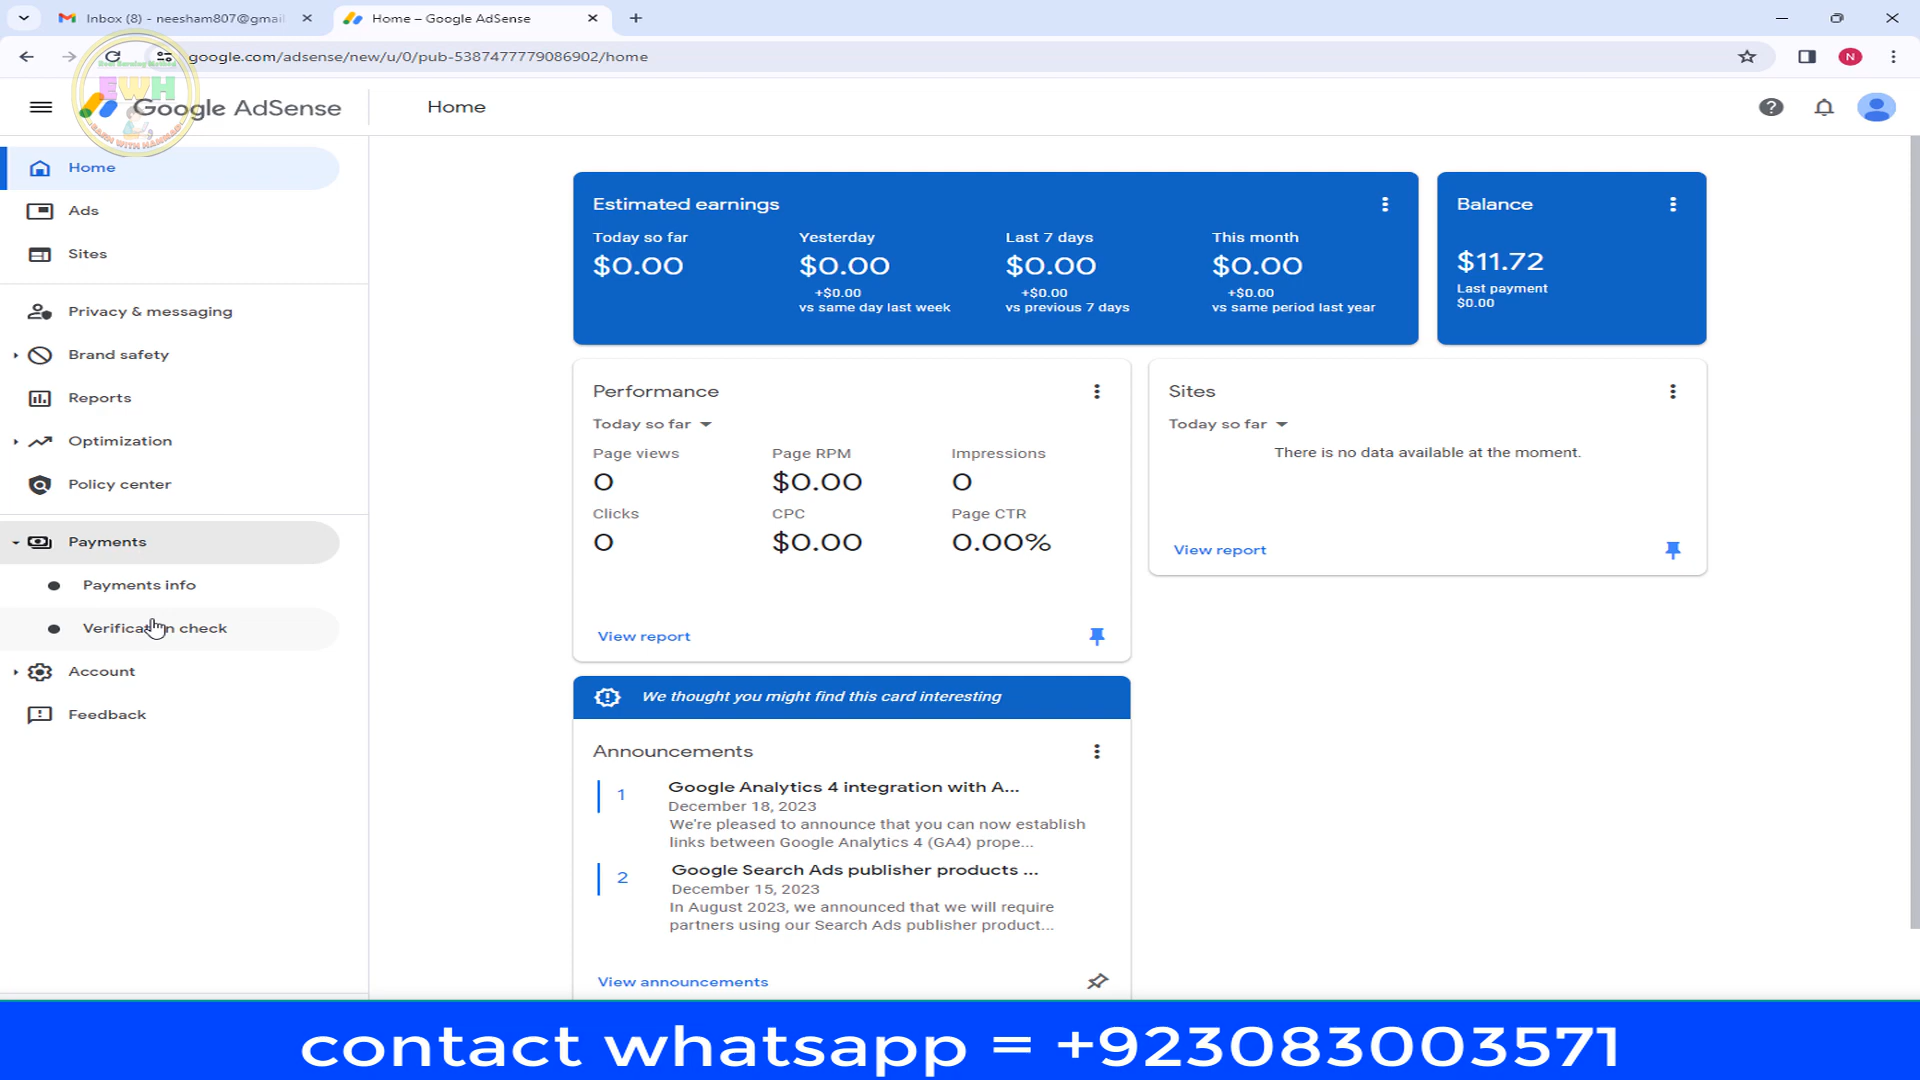 Inbox (8) - neesham807@gmail
Home – Google AdSense
google.com/adsense/new/u/0/pub-5387477779086902/home
N
Real Earning Method
EWH
EARN WITH HAMMAD
Google AdSense
Home
Home
Ads
Sites
Privacy & messaging
Brand safety
Reports
Optimization
Policy center
Payments
Payments info
Verification check
Account
Feedback
Estimated earnings
Today so far
Yesterday
Last 7 days
This month
$0.00
$0.00
$0.00
$0.00
+$0.00
+$0.00
+$0.00
vs same day last week
vs previous 7 days
vs same period last year
Balance
$11.72
Last payment
$0.00
Performance
Today so far
Page views
Page RPM
Impressions
0
$0.00
0
Clicks
CPC
Page CTR
0
$0.00
0.00%
View report
Sites
Today so far
There is no data available at the moment.
View report
We thought you might find this card interesting
Announcements
1
Google Analytics 4 integration with A...
December 18, 2023
We're pleased to announce that you can now establish
links between Google Analytics 4 (GA4) prope...
2
Google Search Ads publisher products ...
December 15, 2023
In August 2023, we announced that we will require
partners using our Search Ads publisher product...
View announcements
contact whatsapp = +923083003571